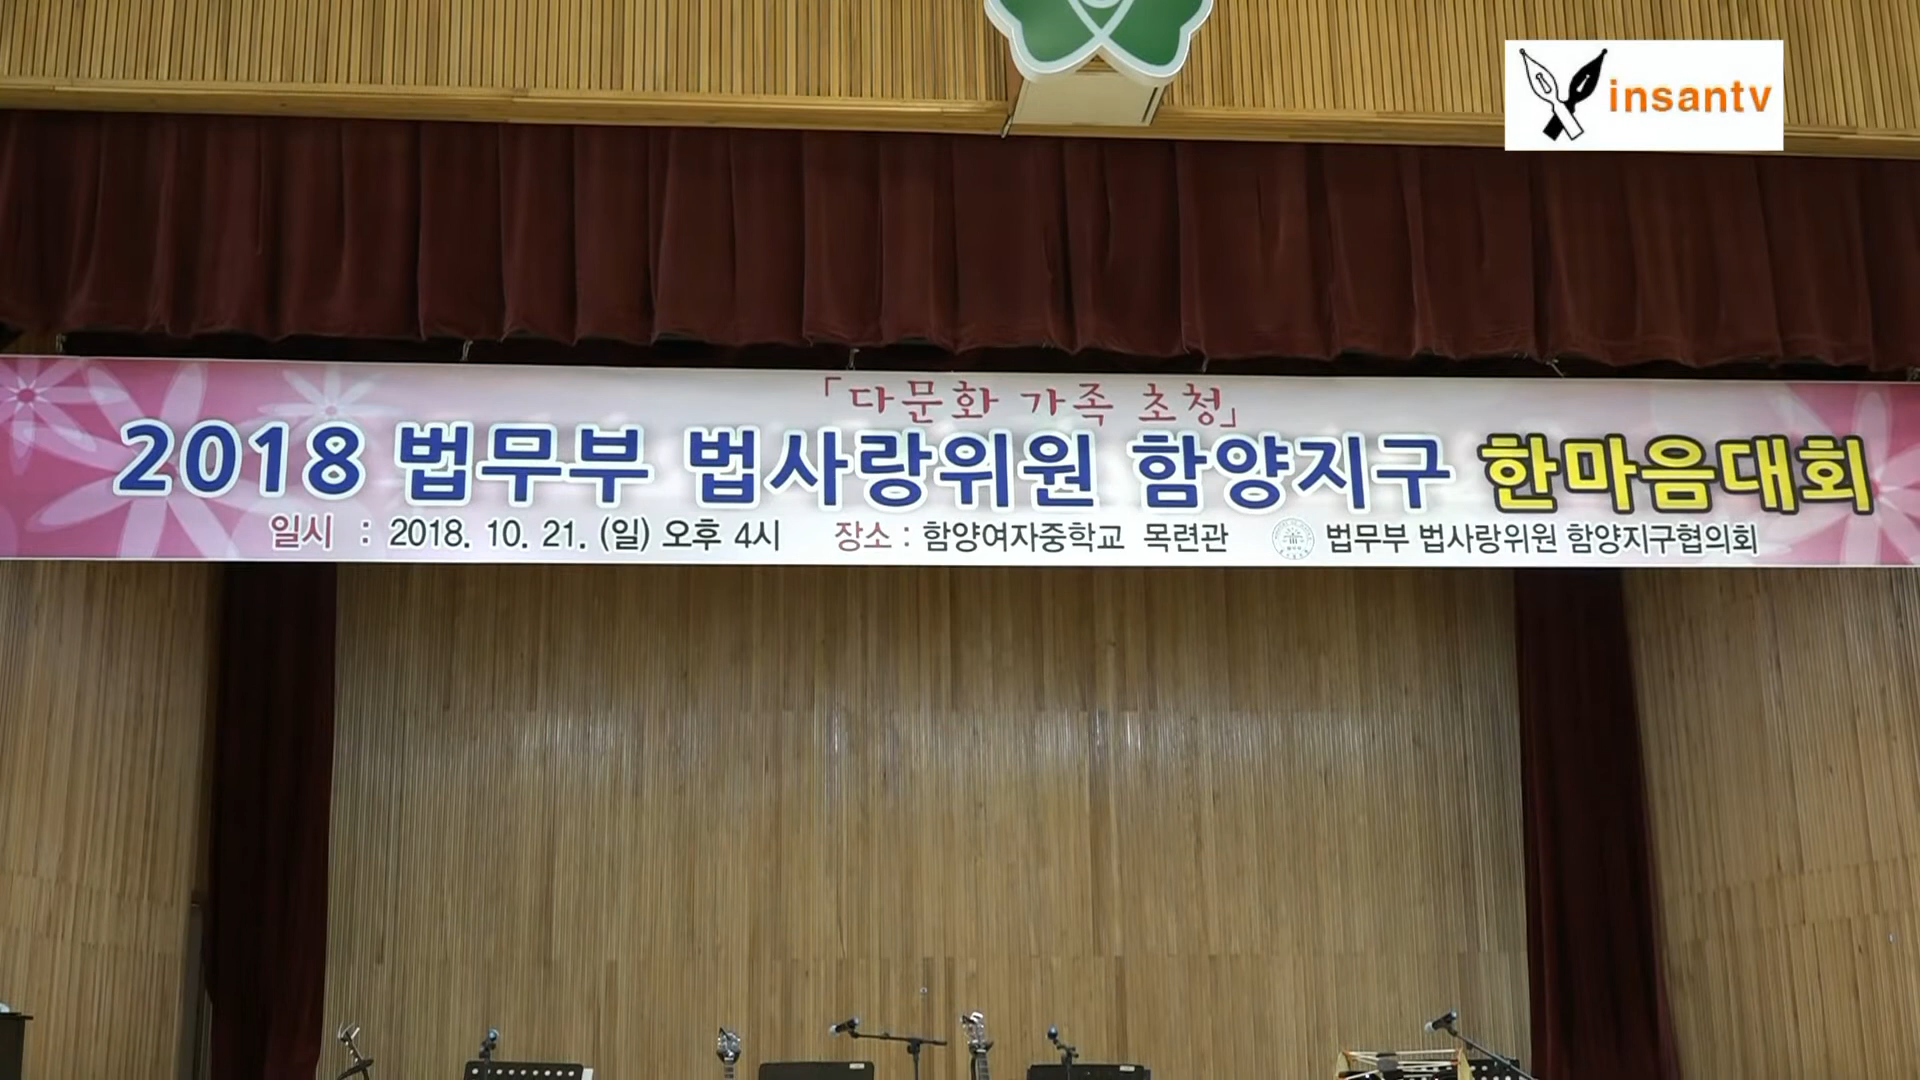 insantv
「다문화 가족 초청」
2018 법무부 법사랑위원 함양지구 한마음대회
일시 : 2018. 10. 21. (일) 오후 4시 장소 : 함양여자중학교 목련관 법무부 법사랑위원 함양지구협의회